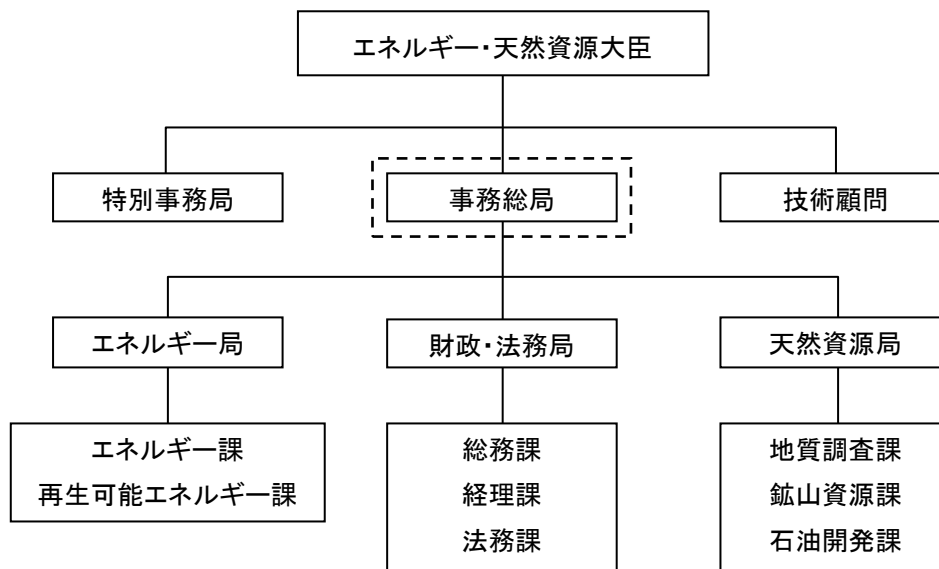 エネルギー・天然資源大臣
特別事務局
事務総局
技術顧問
エネルギー局
財政・法務局
天然資源局
エネルギー課
再生可能エネルギー課
総務課
経理課
法務課
地質調査課
鉱山資源課
石油開発課